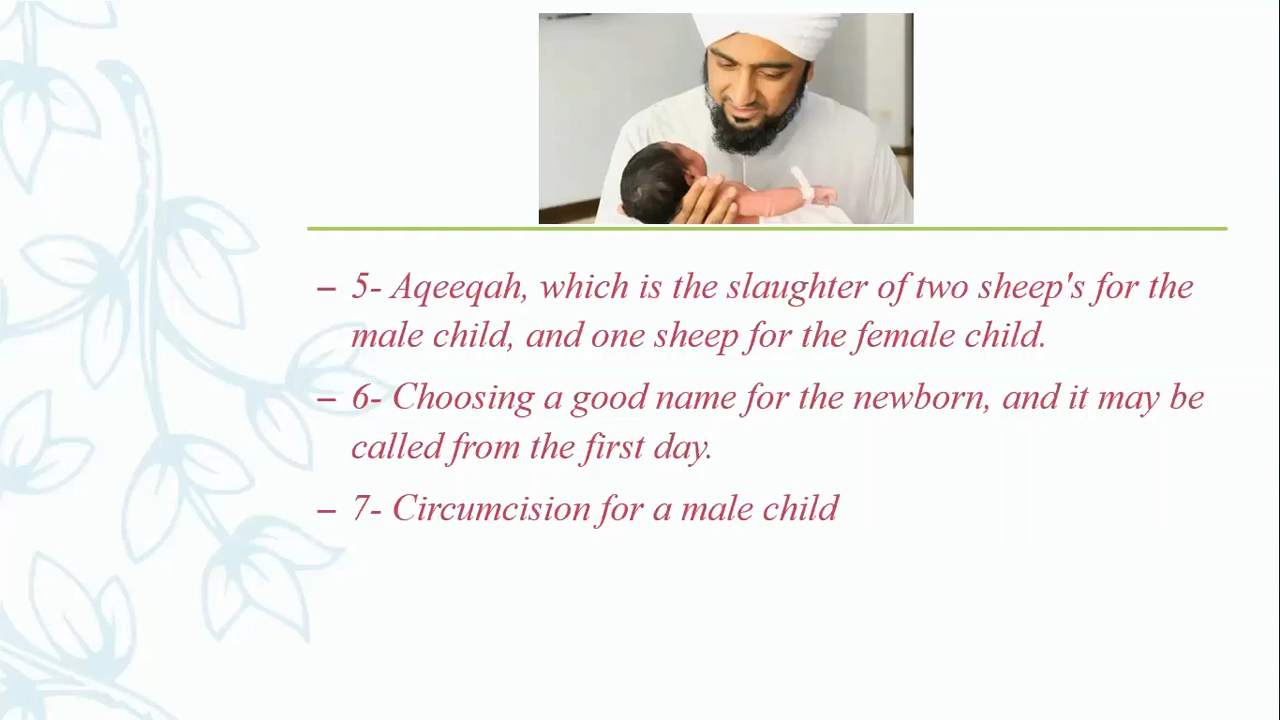 – 5- Aqeeqah, which is the slaughter of two sheep's for the
male child, and one sheep for the female child.
– 6- Choosing a good name for the newborn, and it may be
called from the first day.
– 7- Circumcision for a male child